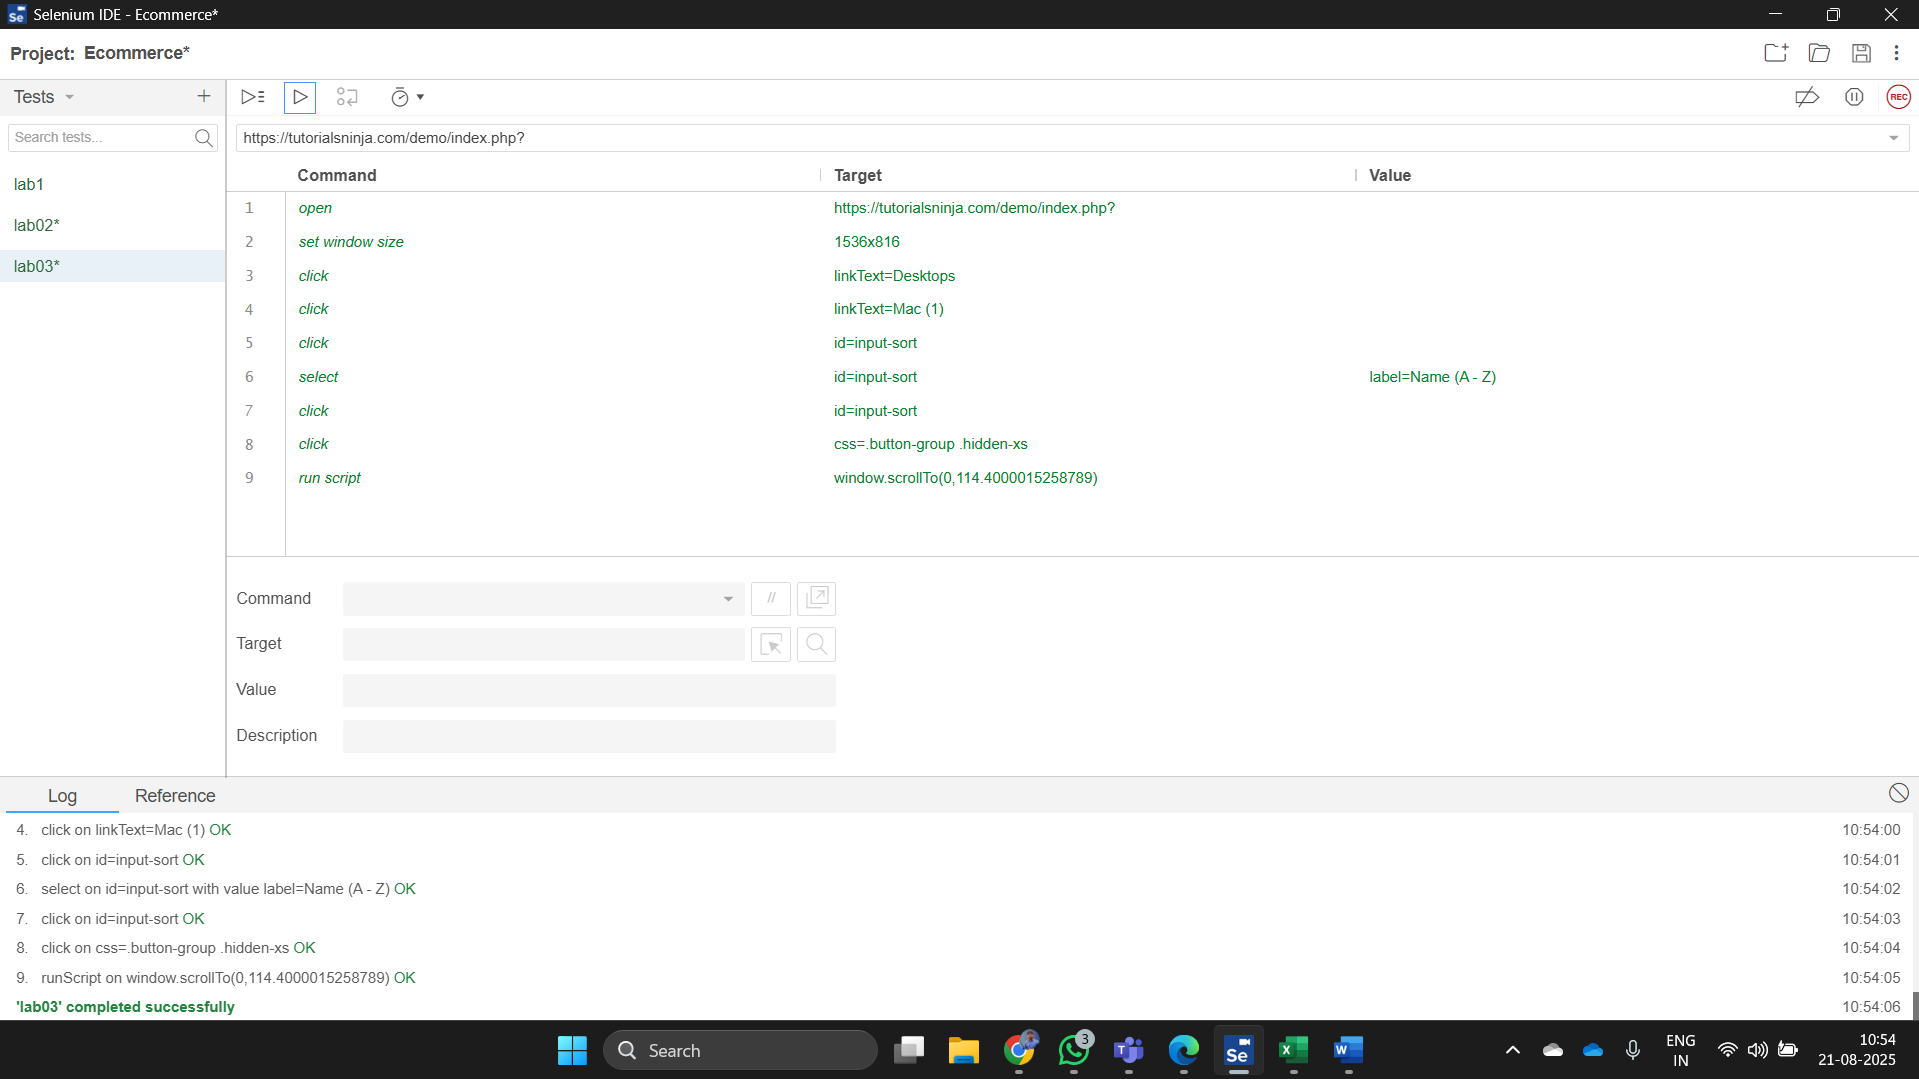 Se Selenium IDE - Ecommerce*
Project: Ecommerce*
Tests
Search tests...
lab1
lab02*
lab03*
REC
https://tutorialsninja.com/demo/index.php?
Command Target Value
1 open https://tutorialsninja.com/demo/index.php?
2 set window size 1536x816
3 click linkText=Desktops
4 click linkText=Mac (1)
5 click id=input-sort
6 select id=input-sort label=Name (A - Z)
7 click id=input-sort
8 click css=.button-group .hidden-xs
9 run script window.scrollTo(0,114.4000015258789)
Command //
Target
Value
Description
Log Reference
4. click on linkText=Mac (1) OK 10:54:00
5. click on id=input-sort OK 10:54:01
6. select on id=input-sort with value label=Name (A - Z) OK 10:54:02
7. click on id=input-sort OK 10:54:03
8. click on css=.button-group .hidden-xs OK 10:54:04
9. runScript on window.scrollTo(0,114.4000015258789) OK 10:54:05
'lab03' completed successfully 10:54:06
Search 3 T Se X W ENG IN 10:54
21-08-2025